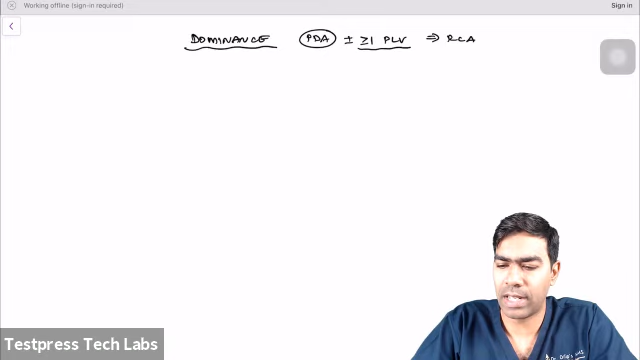 Working offline (sign-in required)
Sign in
DOMINANCE PDA ± ≥1 PLV ⇒ RCA
Testpress Tech Labs